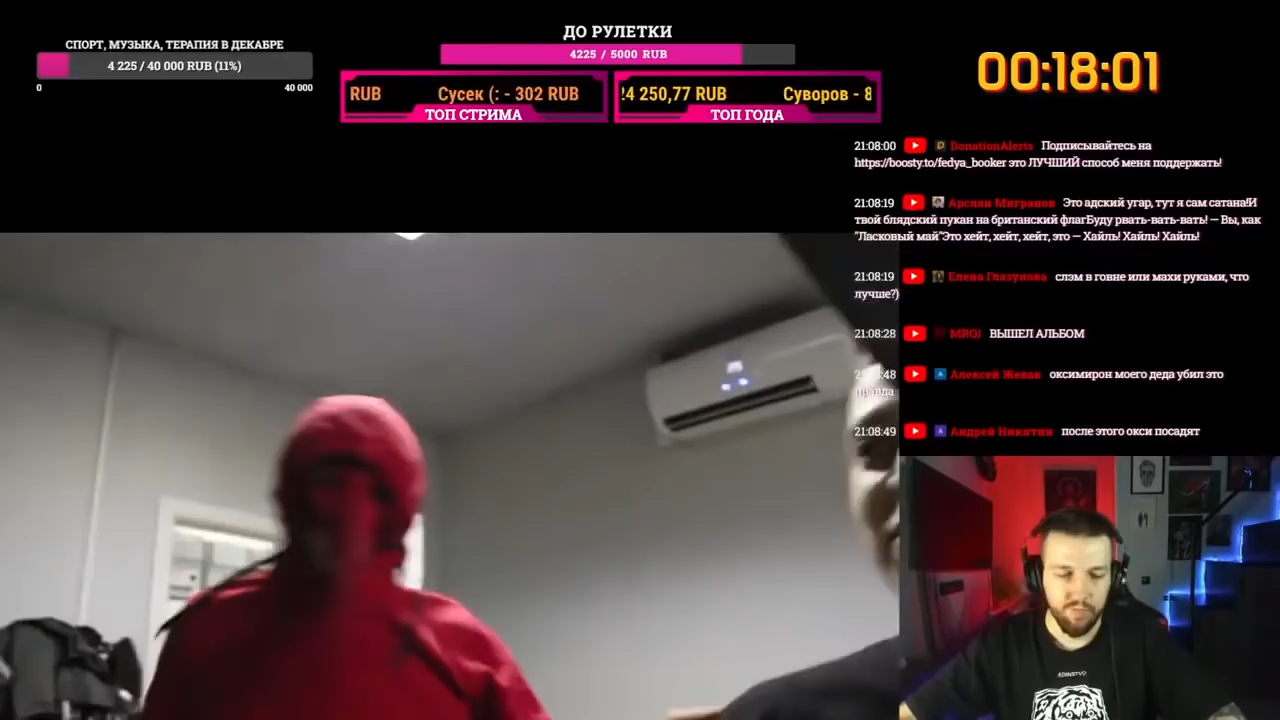 СПОРТ, МУЗЫКА, ТЕРАПИЯ В ДЕКАБРЕ
4 225 / 40 000 RUB (11%)
0
40 000
ДО РУЛЕТКИ
4225 / 5000 RUB
RUB
Сусек (: - 302 RUB
ТОП СТРИМА
24 250,77 RUB
Суворов - 8
ТОП ГОДА
00:18:01
21:08:00 DonationAlerts Подписывайтесь на
https://boosty.to/fedya_booker это ЛУЧШИЙ способ меня поддержать!
21:08:19 Арслан Мигранов Это адский угар, тут я сам сатана!И
твой блядский пукан на британский флагБуду рвать-вать-вать! — Вы, как
"Ласковый май"Это хейт, хейт, хейт, это — Хайль! Хайль! Хайль!
21:08:19 Елена Глазунова слэм в говне или махи руками, что
лучше?)
21:08:28 MRQI ВЫШЕЛ АЛЬБОМ
21:08:48 Алексей Жевак оксимирон моего деда убил это
правда
21:08:49 Андрей Никитин после этого окси посадят
EDINSTVO